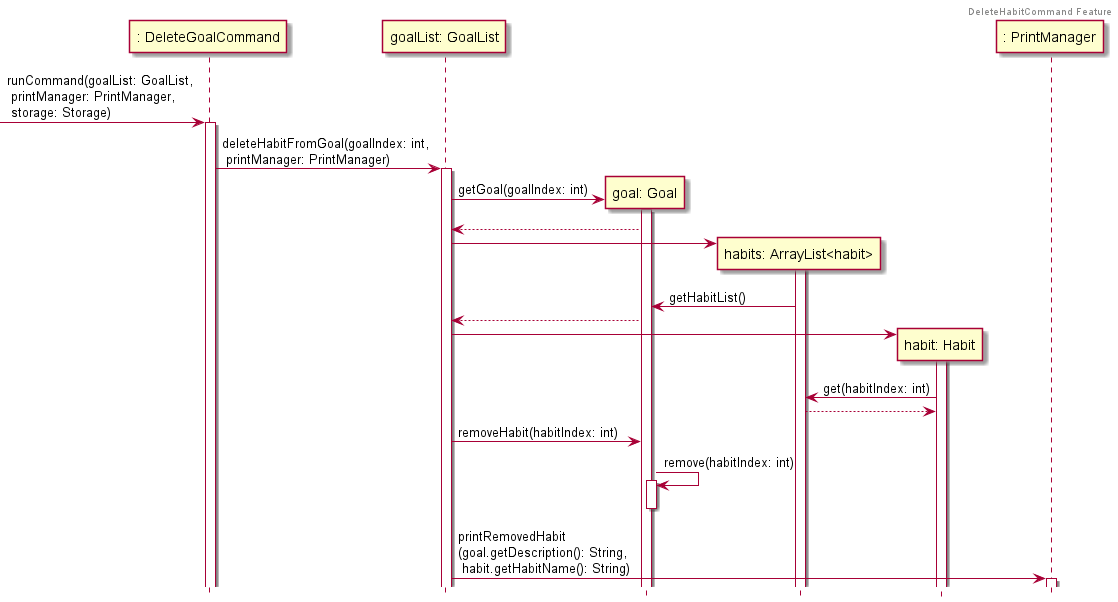 DeleteHabitCommand Feature
: DeleteGoalCommand
goalList: GoalList
: PrintManager
runCommand(goalList: GoalList,
printManager: PrintManager,
storage: Storage)
deleteHabitFromGoal(goalIndex: int,
printManager: PrintManager)
getGoal(goalIndex: int)
goal: Goal
habits: ArrayList<habit>
getHabitList()
habit: Habit
get(habitIndex: int)
removeHabit(habitIndex: int)
remove(habitIndex: int)
printRemovedHabit
(goal.getDescription(): String,
habit.getHabitName(): String)